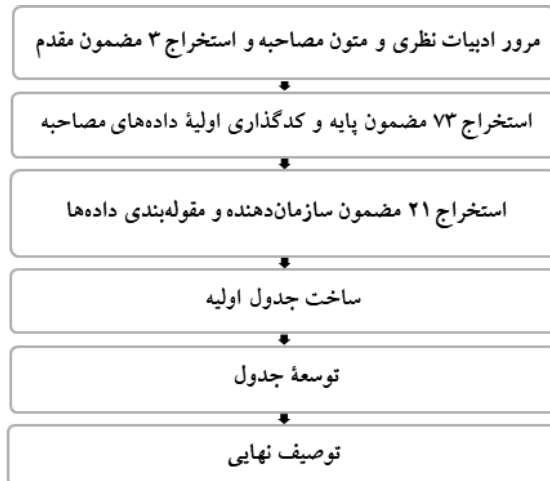 مرور ادبیات نظری و متون مصاحبه و استخراج ۳ مضمون مقدم
استخراج ۷۳ مضمون پایه و کدگذاری اولیهٔ داده‌های مصاحبه
استخراج ۲۱ مضمون سازمان‌دهنده و مقوله‌بندی داده‌ها
ساخت جدول اولیه
توسعهٔ جدول
توصیف نهایی